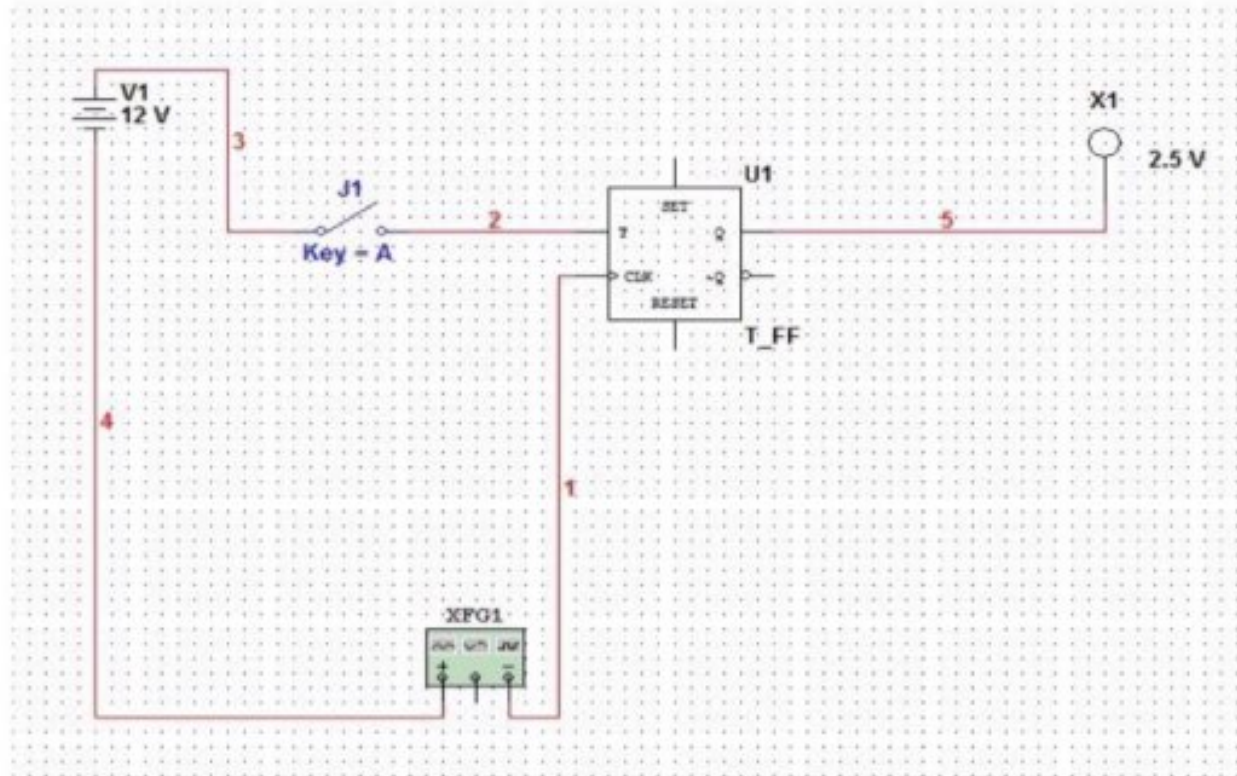 V1
12 V
X1
2.5 V
3
J1
Key = A
2
U1
SET
T
Q
5
CLK
~Q
RESET
T_FF
4
1
XFG1
+
−